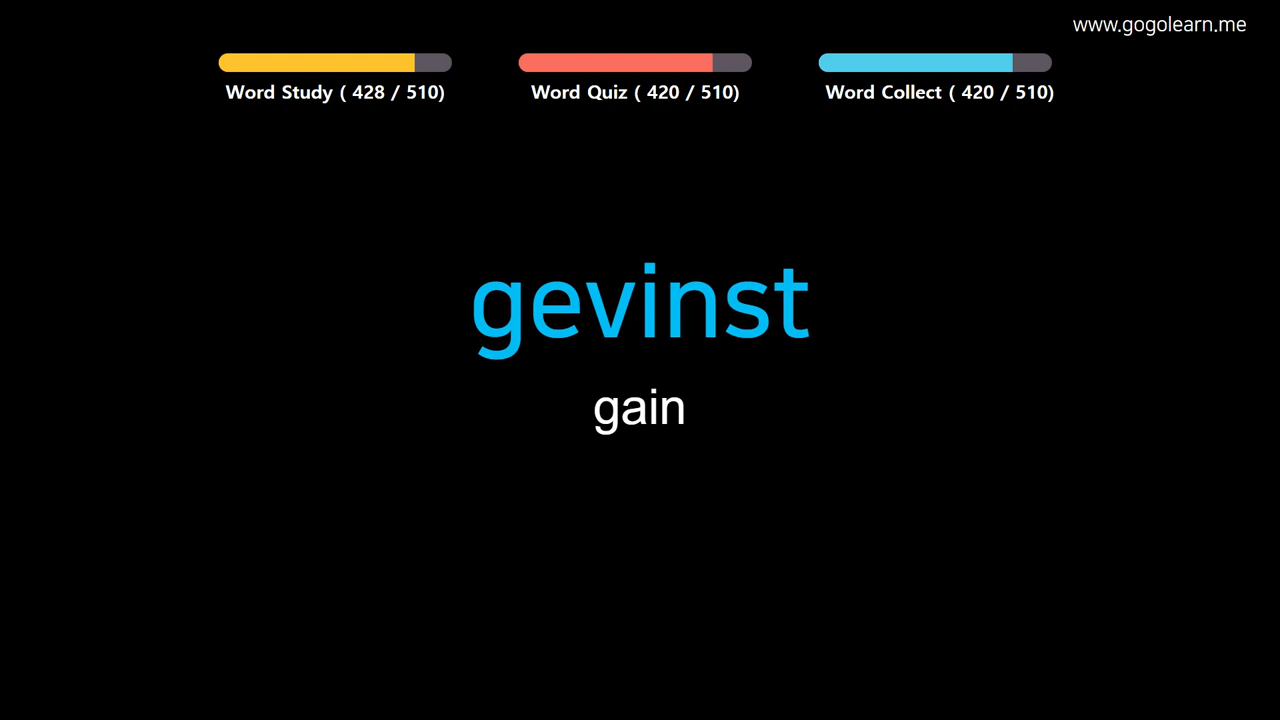 www.gogolearn.me
Word Study ( 428 / 510)
Word Quiz ( 420 / 510)
Word Collect ( 420 / 510)
gevinst
gain